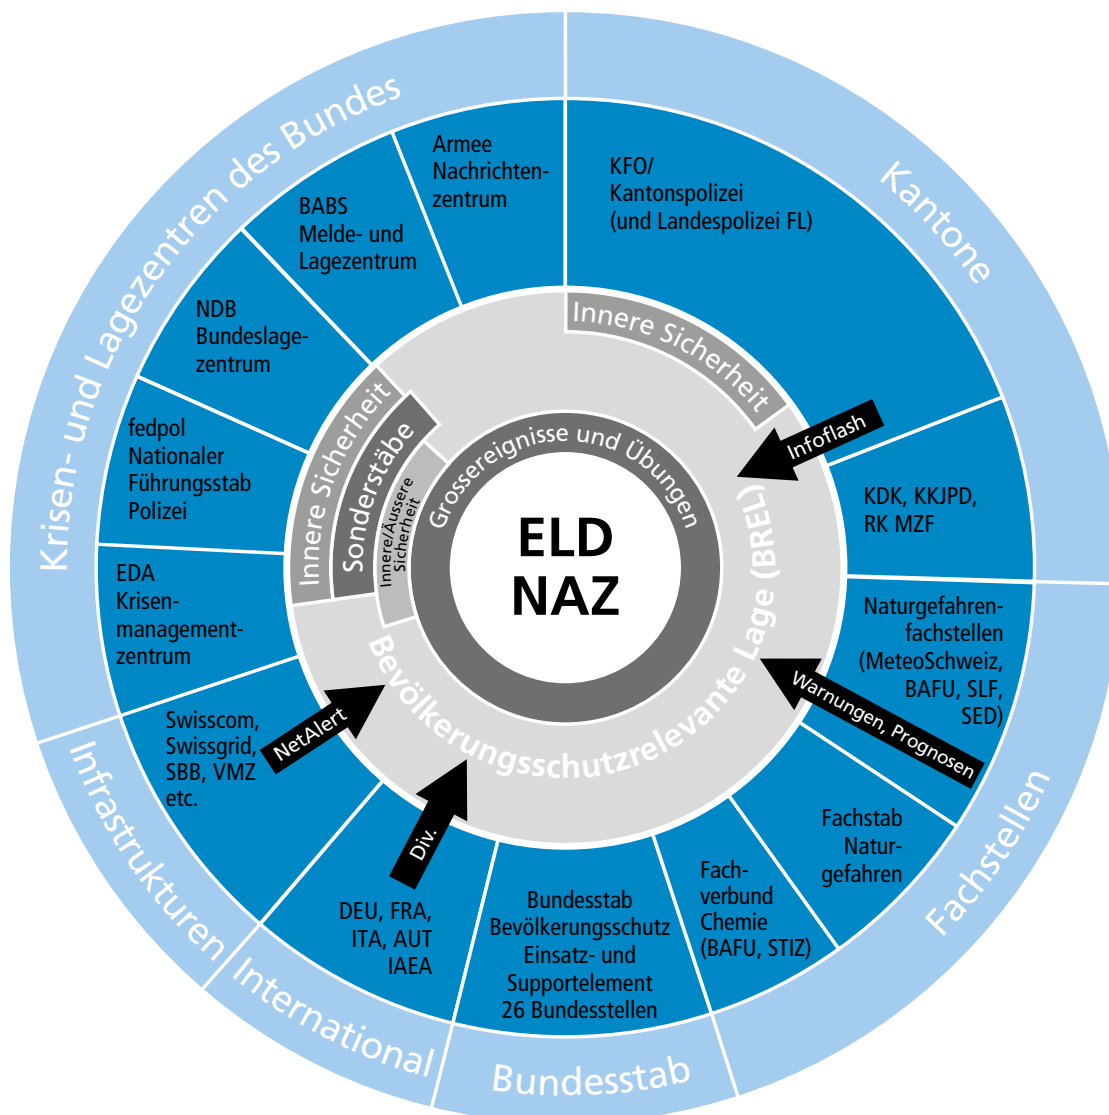 Krisen- und Lagezentren des Bundes
Kantone
Armee
Nachrichten-
zentrum
KFO/
Kantonspolizei
(und Landespolizei FL)
BABS
Melde- und
Lagezentrum
NDB
Bundeslage-
zentrum
fedpol
Nationaler
Führungsstab
Polizei
EDA
Krisen-
management-
zentrum
Innere Sicherheit
Innere Sicherheit
Sonderstäbe
Innere/Äussere
Sicherheit
Grossereignisse und Übungen
ELD
NAZ
Bevölkerungsschutzrelevante Lage (BREL)
Infoflash
KDK, KKJPD,
RK MZF
Naturgefahren-
fachstellen
(MeteoSchweiz,
BAFU, SLF,
SED)
Warnungen, Prognosen
NetAlert
Swisscom,
Swissgrid,
SBB, VMZ
etc.
Div.
DEU, FRA,
ITA, AUT
IAEA
Bundesstab
Bevölkerungsschutz
Einsatz- und
Supportelement
26 Bundesstellen
Fach-
verbund
Chemie
(BAFU, STIZ)
Fachstab
Natur-
gefahren
Infrastrukturen
International
Bundesstab
Fachstellen